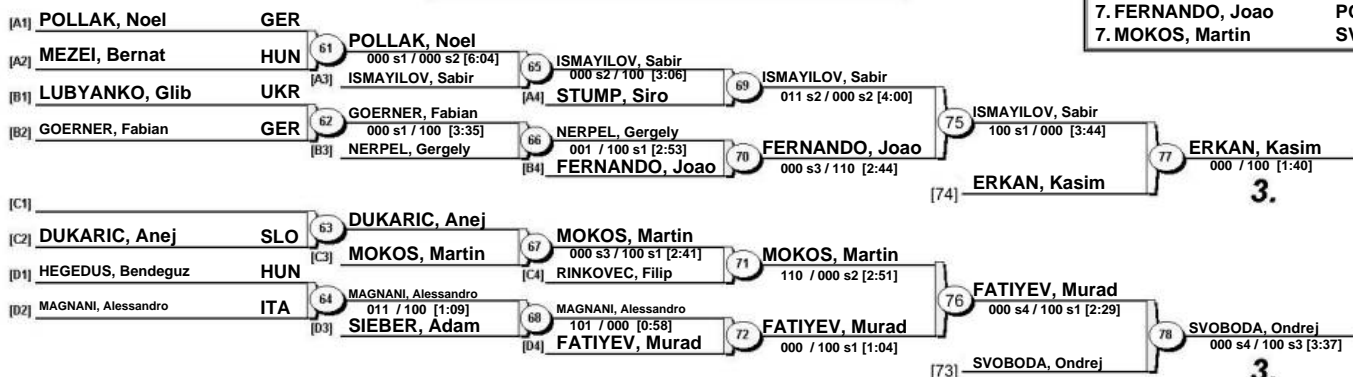 7. FERNANDO, Joao PO
7. MOKOS, Martin SV
[A1] POLLAK, Noel GER
[A2] MEZEI, Bernat HUN
61 POLLAK, Noel
000 s1 / 000 s2 [6:04]
[A3] ISMAYILOV, Sabir
65 ISMAYILOV, Sabir
000 s2 / 100 [3:06]
[A4] STUMP, Siro
69 ISMAYILOV, Sabir
011 s2 / 000 s2 [4:00]
[B1] LUBYANKO, Glib UKR
[B2] GOERNER, Fabian GER
62 GOERNER, Fabian
000 s1 / 100 [3:35]
[B3] NERPEL, Gergely
66 NERPEL, Gergely
001 / 100 s1 [2:53]
[B4] FERNANDO, Joao
70 FERNANDO, Joao
000 s3 / 110 [2:44]
75 ISMAYILOV, Sabir
100 s1 / 000 [3:44]
[74] ERKAN, Kasim
77 ERKAN, Kasim
000 / 100 [1:40]
3.
[C1]
[C2] DUKARIC, Anej SLO
63 DUKARIC, Anej
[C3] MOKOS, Martin
67 MOKOS, Martin
000 s3 / 100 s1 [2:41]
[C4] RINKOVEC, Filip
71 MOKOS, Martin
110 / 000 s2 [2:51]
[D1] HEGEDUS, Bendeguz HUN
[D2] MAGNANI, Alessandro ITA
64 MAGNANI, Alessandro
011 / 100 [1:09]
[D3] SIEBER, Adam
68 MAGNANI, Alessandro
101 / 000 [0:58]
[D4] FATIYEV, Murad
72 FATIYEV, Murad
000 / 100 s1 [1:04]
76 FATIYEV, Murad
000 s4 / 100 s1 [2:29]
[73] SVOBODA, Ondrej
78 SVOBODA, Ondrej
000 s4 / 100 s3 [3:37]
3.